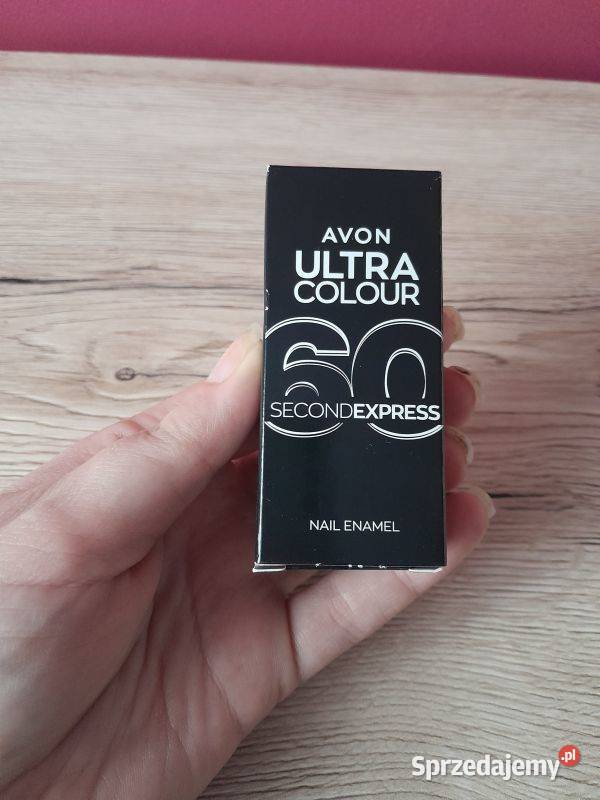 AVON
ULTRA
COLOUR
60
SECONDEXPRESS
NAIL ENAMEL
Sprzedajemy.pl